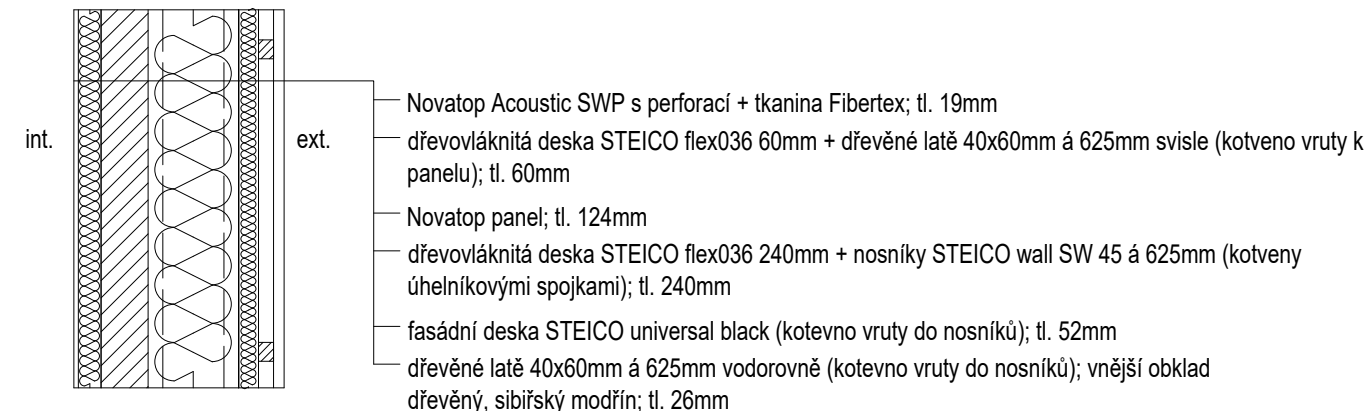 int.
ext.
Novatop Acoustic SWP s perforací + tkanina Fibertex; tl. 19mm
dřevovláknitá deska STEICO flex036 60mm + dřevěné latě 40x60mm á 625mm svisle (kotveno vruty k
panelu); tl. 60mm
Novatop panel; tl. 124mm
dřevovláknitá deska STEICO flex036 240mm + nosníky STEICO wall SW 45 á 625mm (kotveny
úhelníkovými spojkami); tl. 240mm
fasádní deska STEICO universal black (kotevno vruty do nosníků); tl. 52mm
dřevěné latě 40x60mm á 625mm vodorovně (kotevno vruty do nosníků); vnější obklad
dřevěný, sibiřský modřín; tl. 26mm